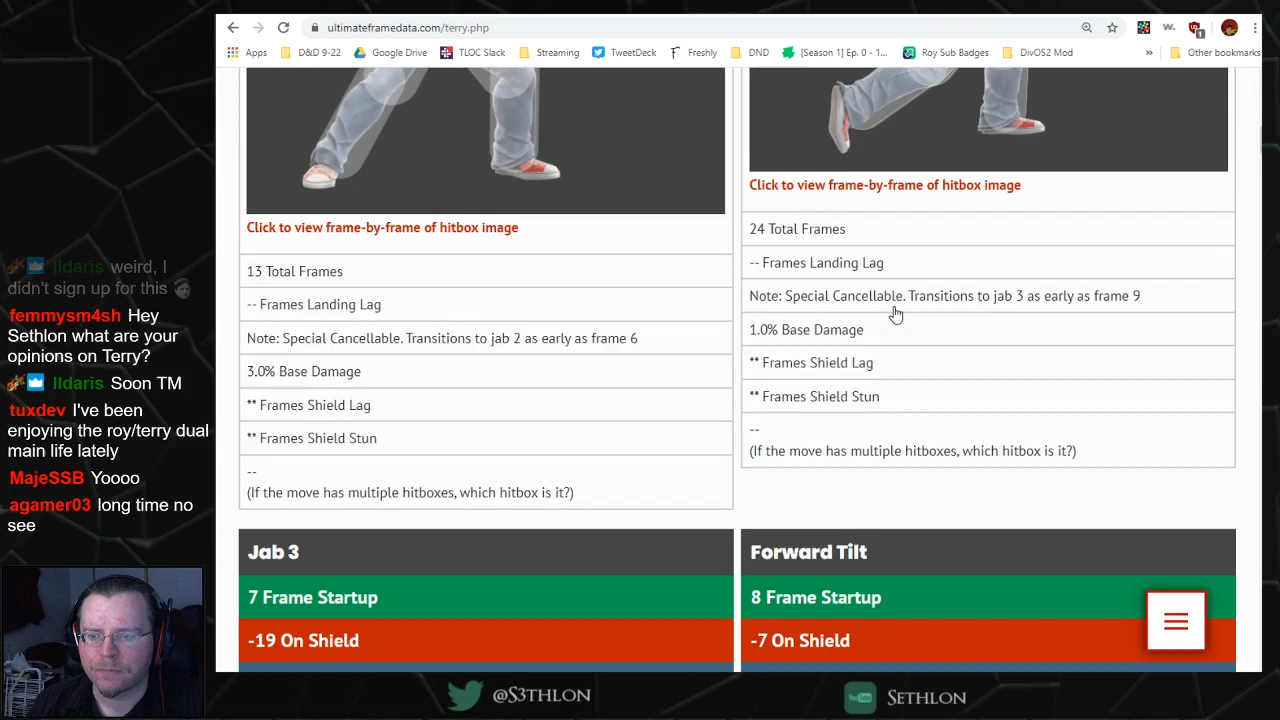 ultimateframedata.com/terry.php
Apps
D&D 9-22
Google Drive
TLOC Slack
Streaming
TweetDeck
Freshly
DND
[Season 1] Ep. 0 - 1...
Roy Sub Badges
DivOS2 Mod
»
Other bookmarks
Click to view frame-by-frame of hitbox image
13 Total Frames
-- Frames Landing Lag
Note: Special Cancellable. Transitions to jab 2 as early as frame 6
3.0% Base Damage
** Frames Shield Lag
** Frames Shield Stun
--
(If the move has multiple hitboxes, which hitbox is it?)
Click to view frame-by-frame of hitbox image
24 Total Frames
-- Frames Landing Lag
Note: Special Cancellable. Transitions to jab 3 as early as frame 9
1.0% Base Damage
** Frames Shield Lag
** Frames Shield Stun
--
(If the move has multiple hitboxes, which hitbox is it?)
Jab 3
7 Frame Startup
-19 On Shield
Forward Tilt
8 Frame Startup
-7 On Shield
Ildaris weird, I
didn't sign up for this
femmysm4sh Hey
Sethlon what are your
opinions on Terry?
Ildaris Soon TM
tuxdev I've been
enjoying the roy/terry dual
main life lately
MajeSSB Yoooo
agamer03 long time no
see
@S3THLON
Sethlon